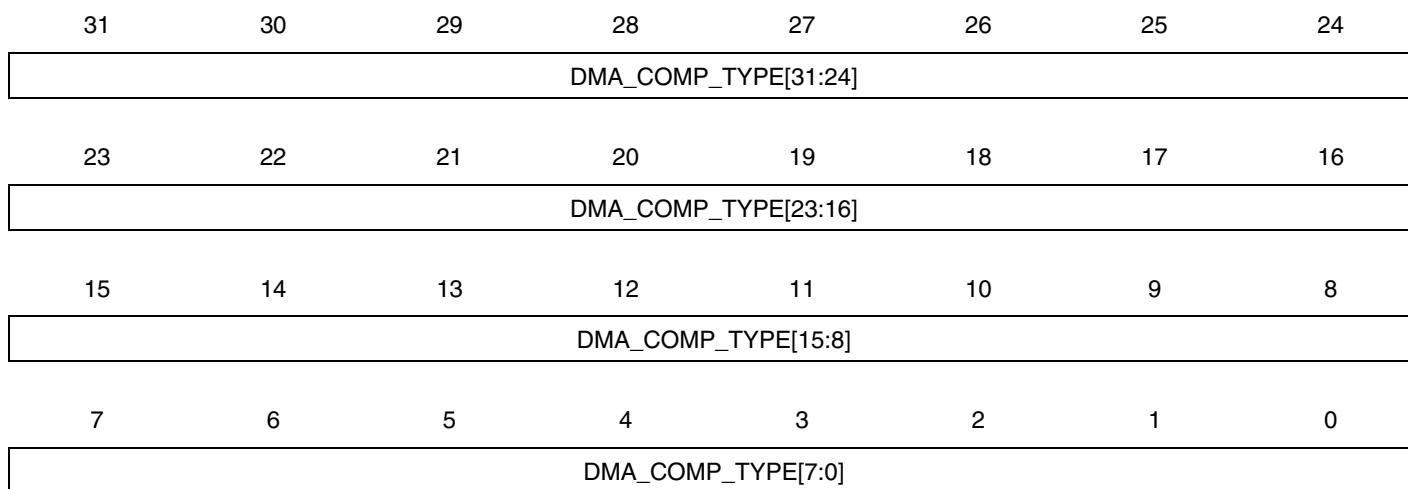 31 30 29 28 27 26 25 24
DMA_COMP_TYPE[31:24]
23 22 21 20 19 18 17 16
DMA_COMP_TYPE[23:16]
15 14 13 12 11 10 9 8
DMA_COMP_TYPE[15:8]
7 6 5 4 3 2 1 0
DMA_COMP_TYPE[7:0]